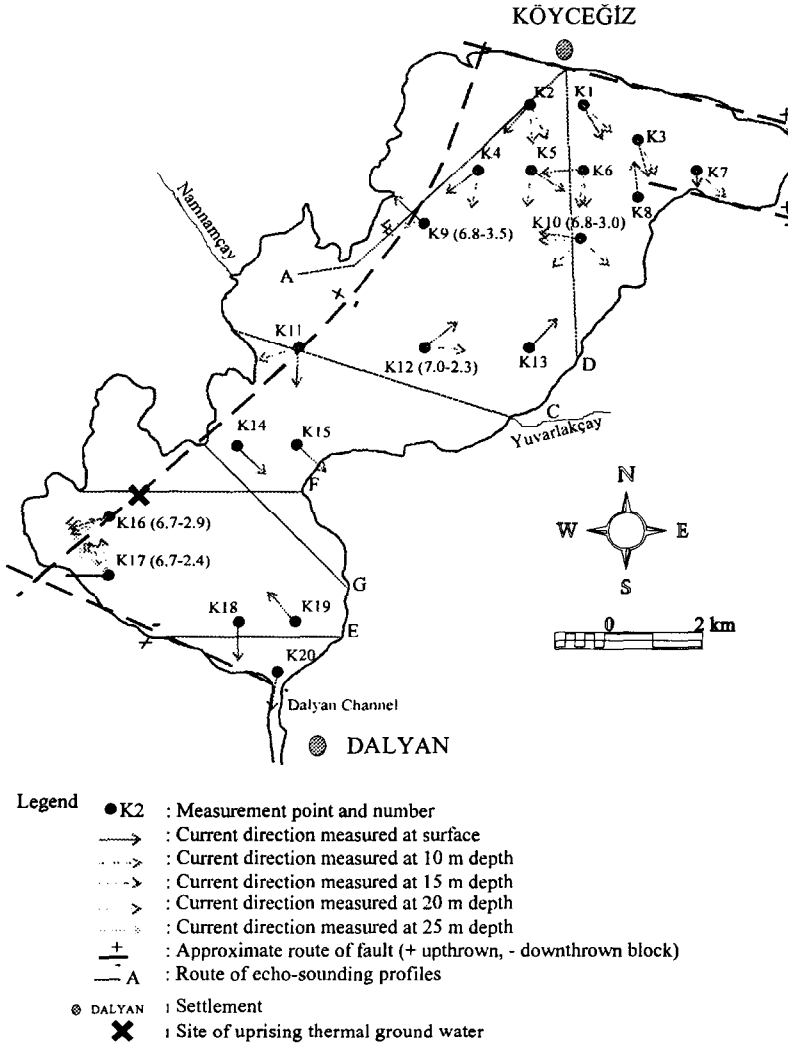 KÖYCEĞİZ
K2
K1
K3
K4
K5
K6
K7
K8
Namnamçay
K9 (6.8-3.5)
K10 (6.8-3.0)
A
K11
K12 (7.0-2.3)
K13
D
C
Yuvarlakçay
K14
K15
F
N
K16 (6.7-2.9)
W
E
K17 (6.7-2.4)
S
G
K18
K19
E
0
2 km
K20
Dalyan Channel
DALYAN
Legend
K2 : Measurement point and number
: Current direction measured at surface
: Current direction measured at 10 m depth
: Current direction measured at 15 m depth
: Current direction measured at 20 m depth
: Current direction measured at 25 m depth
+ - : Approximate route of fault (+ upthrown, - downthrown block)
A : Route of echo-sounding profiles
DALYAN : Settlement
: Site of uprising thermal ground water